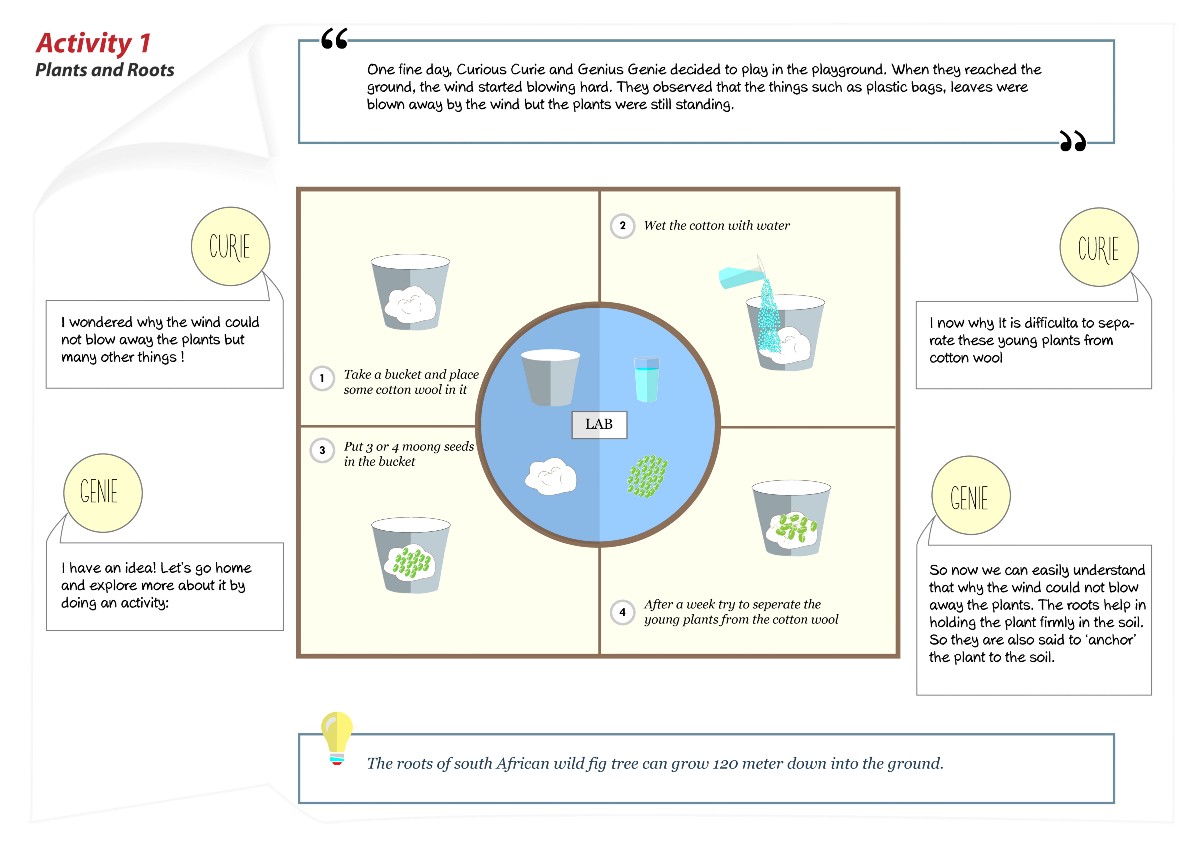 Activity 1
Plants and Roots
“
One fine day, Curious Curie and Genius Genie decided to play in the playground. When they reached the
ground, the wind started blowing hard. They observed that the things such as plastic bags, leaves were
blown away by the wind but the plants were still standing.
”
CURIE
I wondered why the wind could
not blow away the plants but
many other things !
GENIE
I have an idea! Let's go home
and explore more about it by
doing an activity:
1
Take a bucket and place
some cotton wool in it
2
Wet the cotton with water
3
Put 3 or 4 moong seeds
in the bucket
LAB
4
After a week try to seperate the
young plants from the cotton wool
CURIE
I now why It is difficulta to sepa-
rate these young plants from
cotton wool
GENIE
So now we can easily understand
that why the wind could not blow
away the plants. The roots help in
holding the plant firmly in the soil.
So they are also said to ‘anchor’
the plant to the soil.
The roots of south African wild fig tree can grow 120 meter down into the ground.